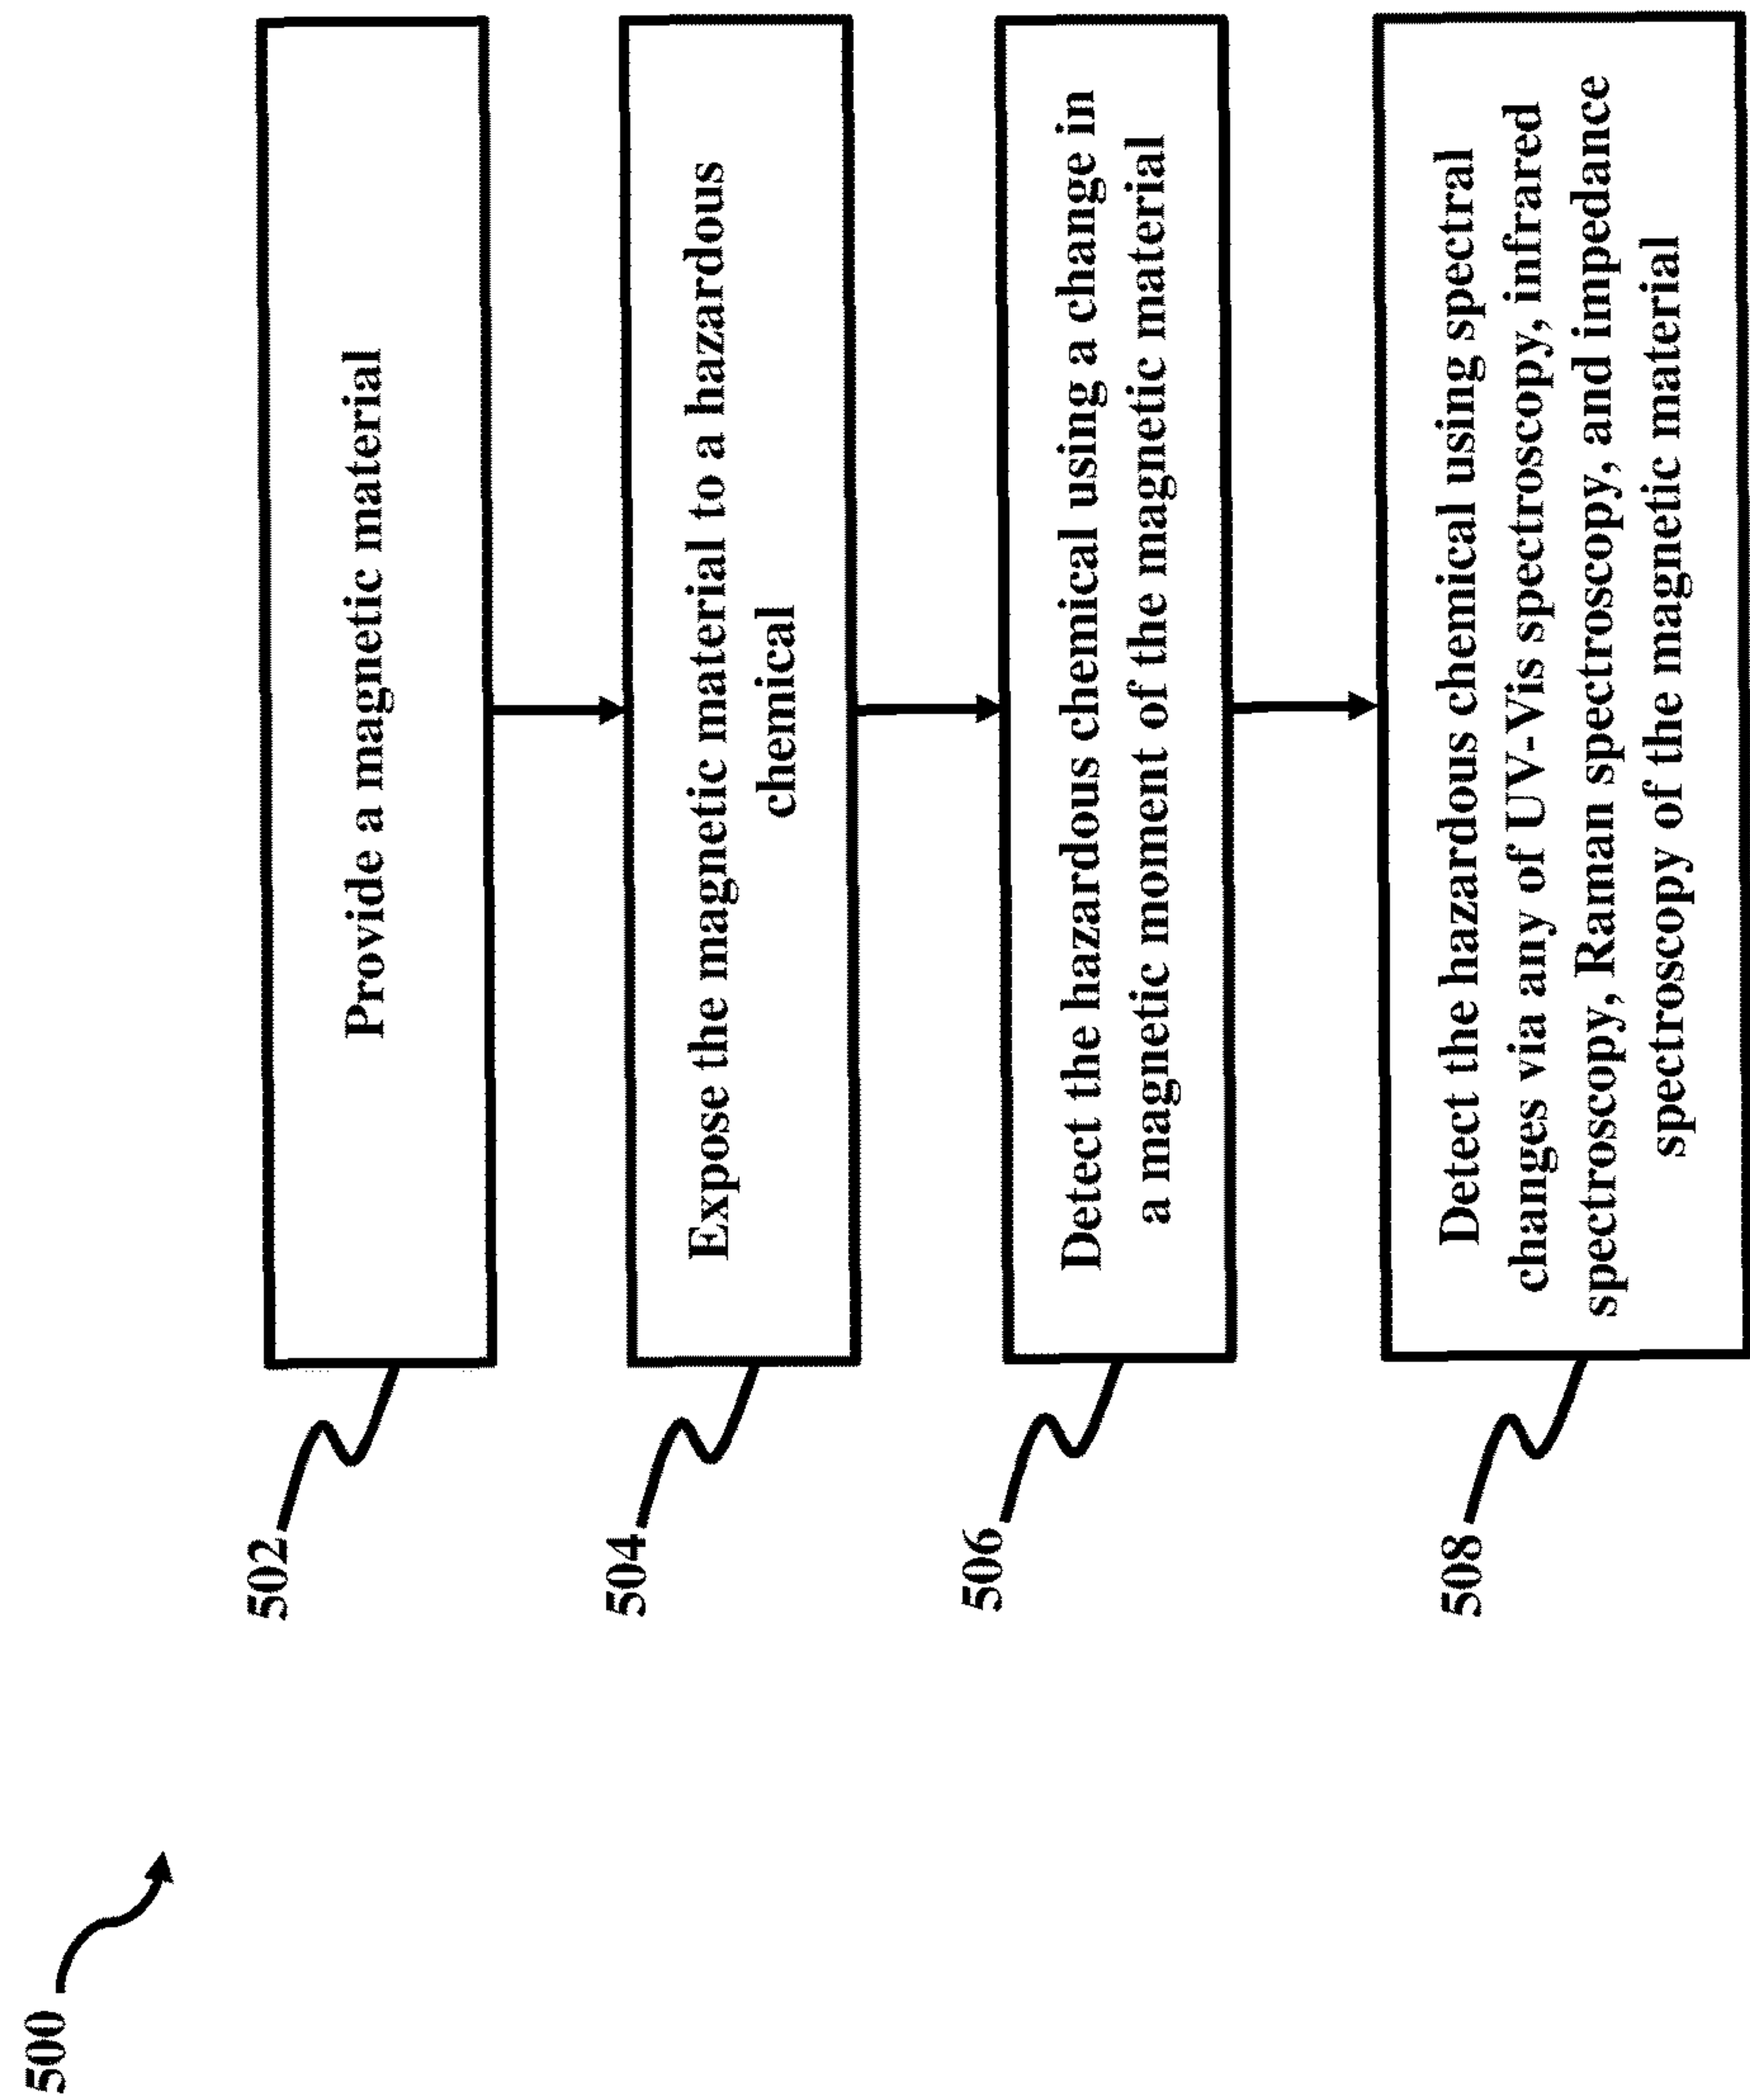 500
502
Provide a magnetic material
504
Expose the magnetic material to a hazardous
chemical
506
Detect the hazardous chemical using a change in
a magnetic moment of the magnetic material
508
Detect the hazardous chemical using spectral
changes via any of UV-Vis spectroscopy, infrared
spectroscopy, Raman spectroscopy, and impedance
spectroscopy of the magnetic material